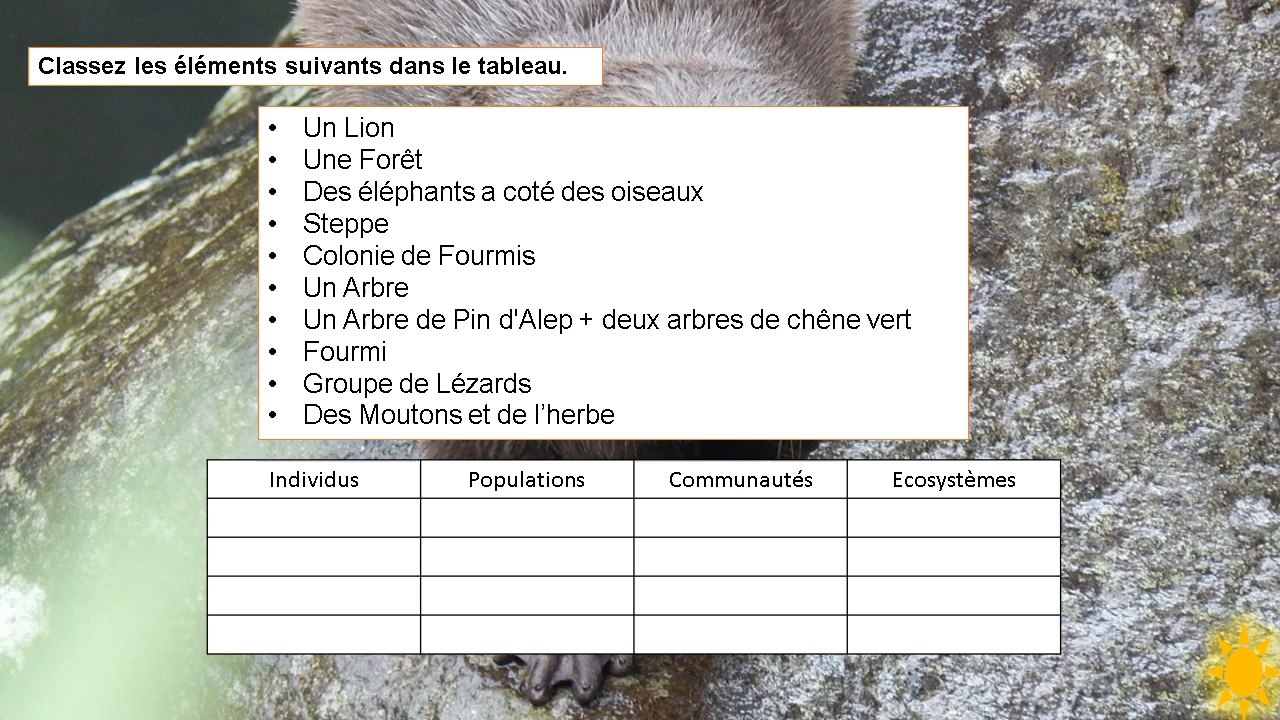 Classez les éléments suivants dans le tableau.
• Un Lion
• Une Forêt
• Des éléphants a coté des oiseaux
• Steppe
• Colonie de Fourmis
• Un Arbre
• Un Arbre de Pin d'Alep + deux arbres de chêne vert
• Fourmi
• Groupe de Lézards
• Des Moutons et de l’herbe
Individus Populations Communautés Ecosystèmes